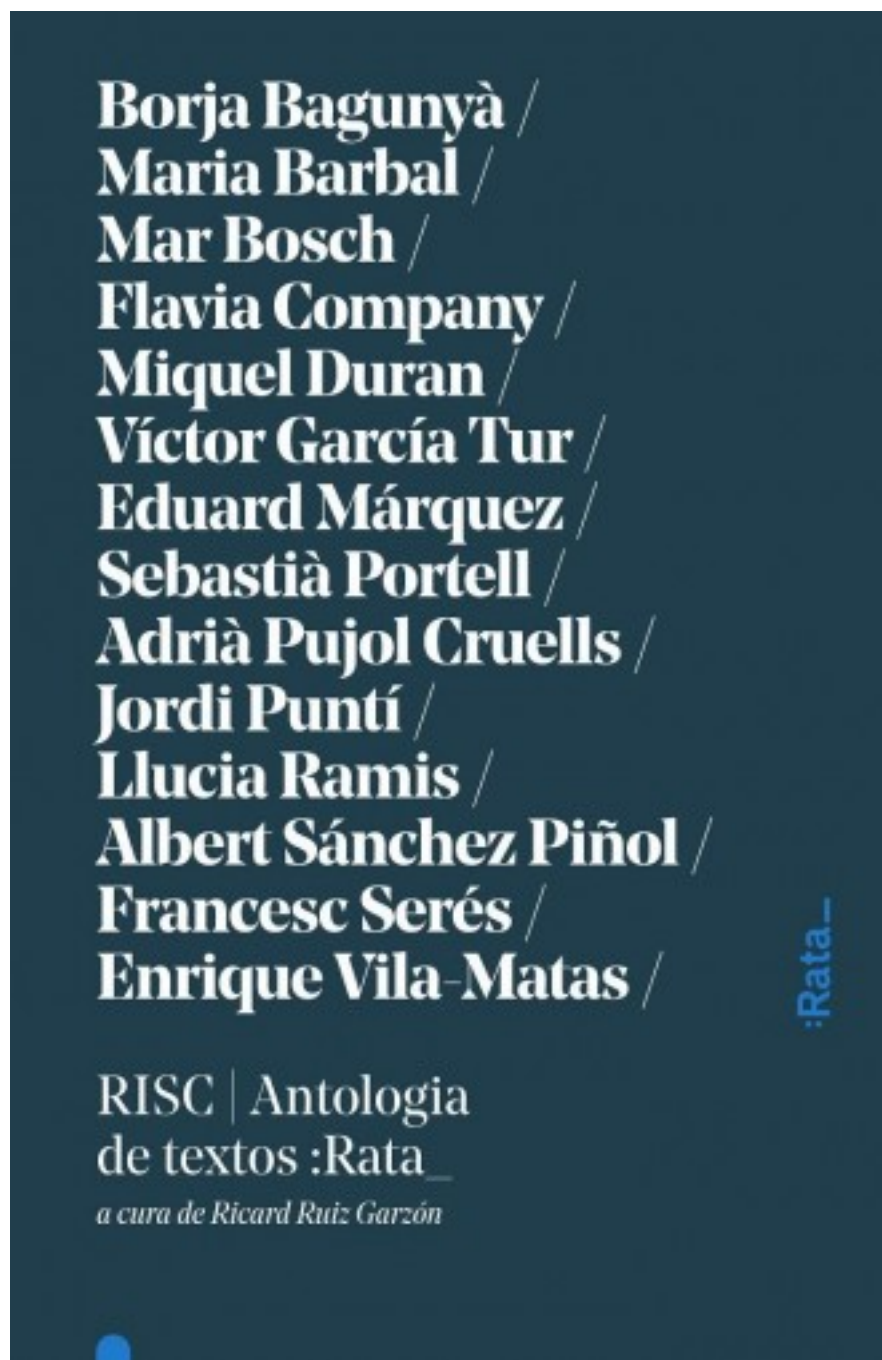 Borja Bagunyà /
Maria Barbal /
Mar Bosch /
Flavia Company /
Miquel Duran /
Víctor García Tur /
Eduard Márquez /
Sebastià Portell /
Adrià Pujol Cruells /
Jordi Puntí /
Llucia Ramis /
Albert Sánchez Piñol /
Francesc Serés /
Enrique Vila-Matas /
:Rata_
RISC | Antologia
de textos :Rata_
a cura de Ricard Ruiz Garzón